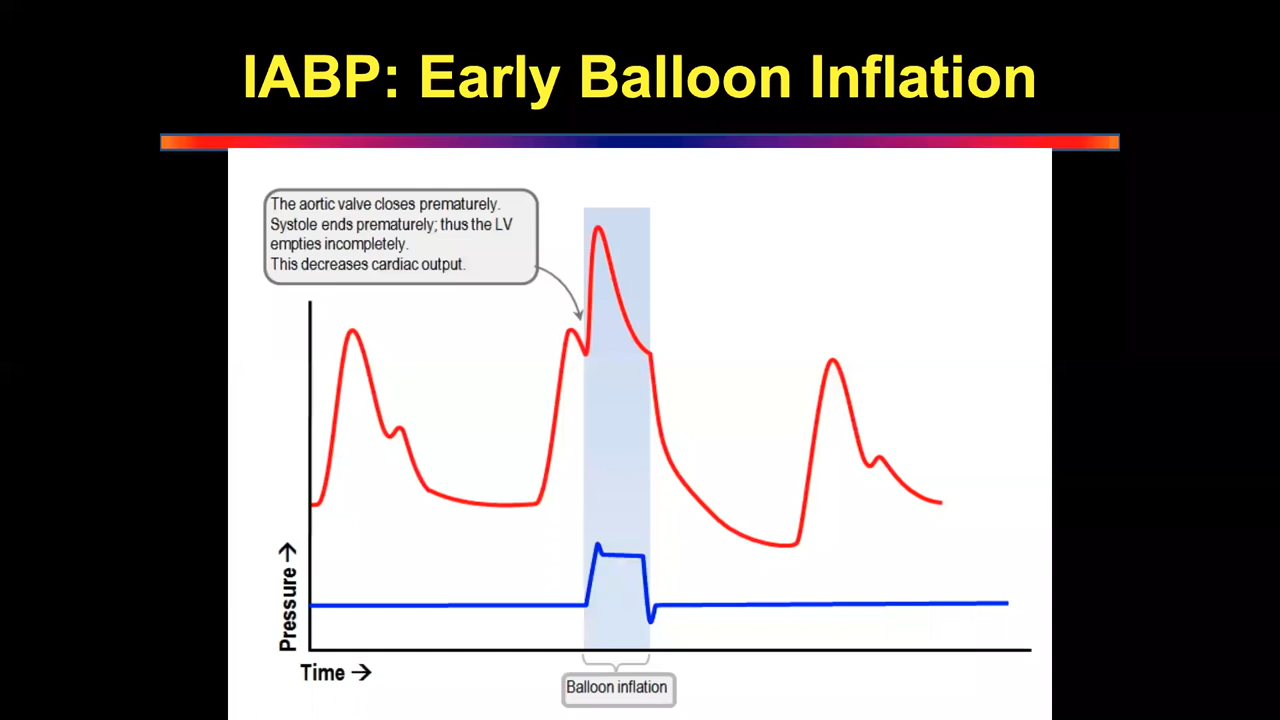 IABP: Early Balloon Inflation
The aortic valve closes prematurely.
Systole ends prematurely; thus the LV
empties incompletely.
This decreases cardiac output.
Pressure →
Time →
Balloon inflation